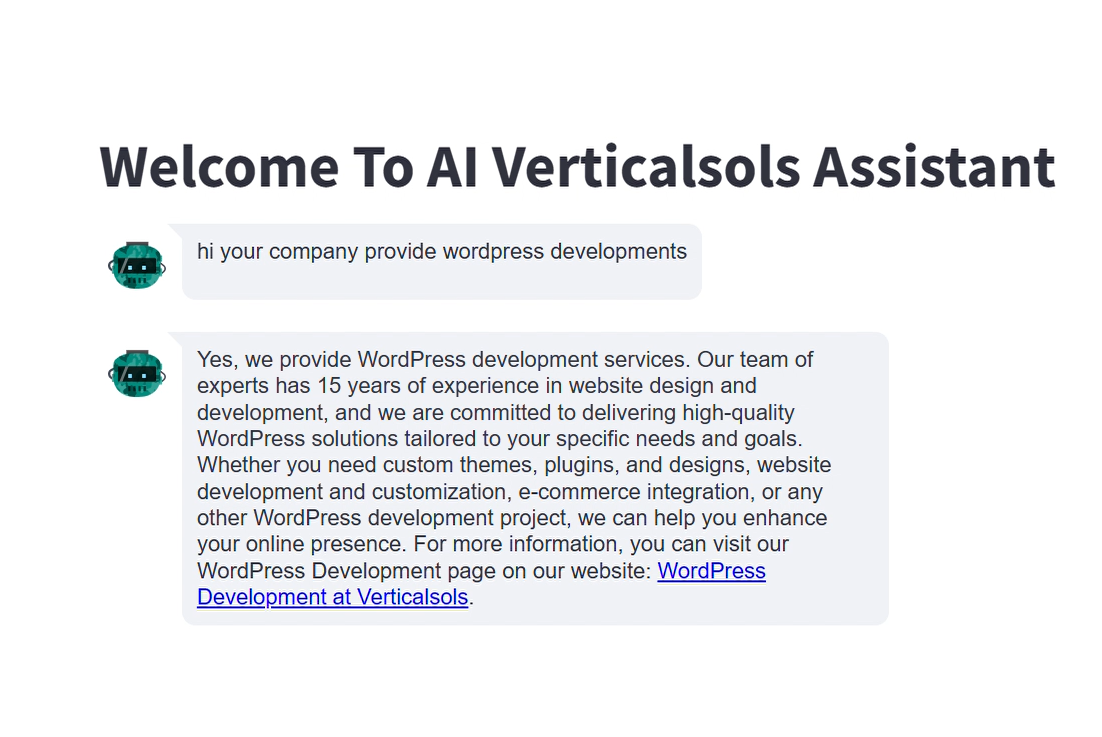 Welcome To AI Verticalsols Assistant
hi your company provide wordpress developments
Yes, we provide WordPress development services. Our team of
experts has 15 years of experience in website design and
development, and we are committed to delivering high-quality
WordPress solutions tailored to your specific needs and goals.
Whether you need custom themes, plugins, and designs, website
development and customization, e-commerce integration, or any
other WordPress development project, we can help you enhance
your online presence. For more information, you can visit our
WordPress Development page on our website: WordPress
Development at Verticalsols.